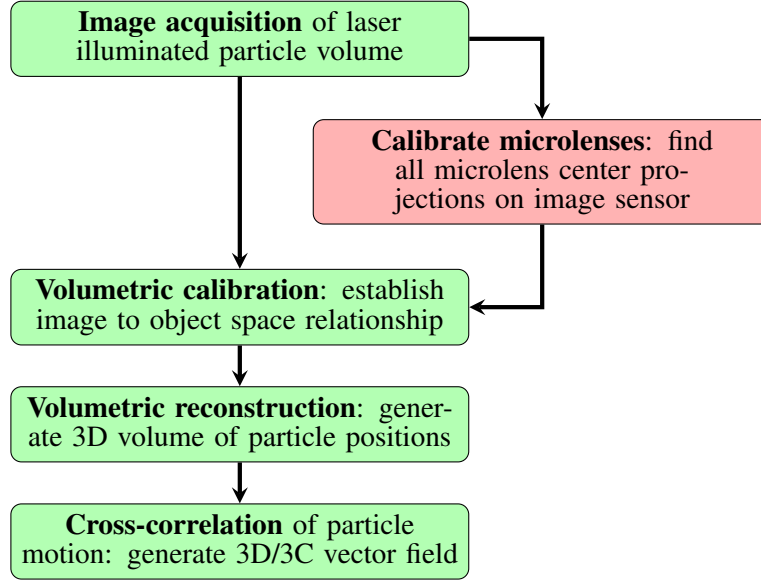 Image acquisition of laser
illuminated particle volume
Calibrate microlenses: find
all microlens center pro-
jections on image sensor
Volumetric calibration: establish
image to object space relationship
Volumetric reconstruction: gener-
ate 3D volume of particle positions
Cross-correlation of particle
motion: generate 3D/3C vector field